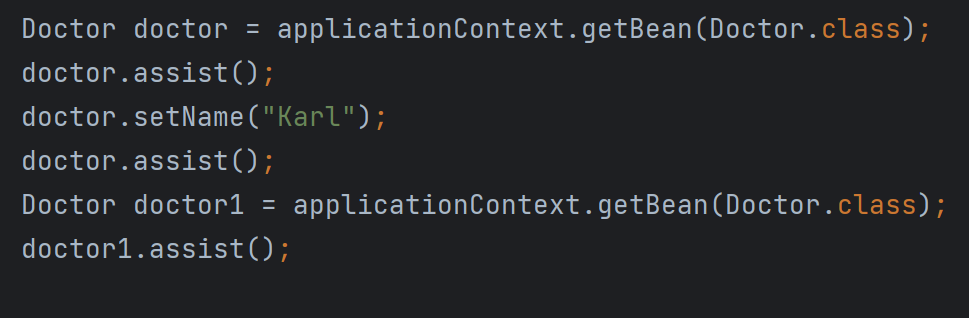 Doctor doctor = applicationContext.getBean(Doctor.class);
doctor.assist();
doctor.setName("Karl");
doctor.assist();
Doctor doctor1 = applicationContext.getBean(Doctor.class);
doctor1.assist();